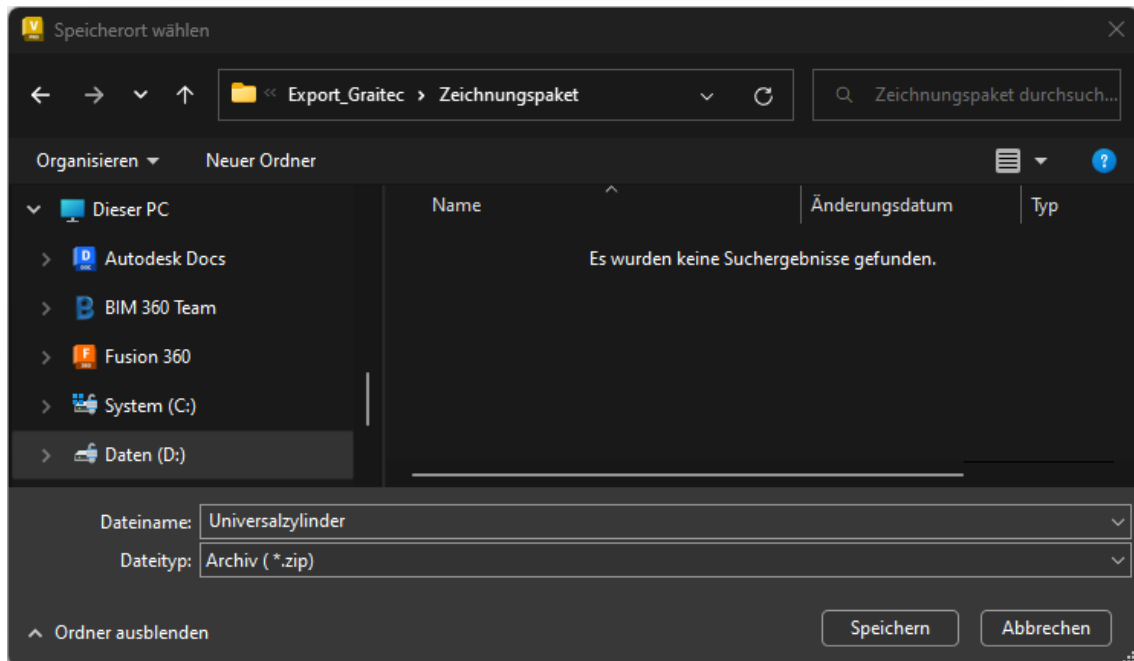 Speicherort wählen
« Export_Graitec › Zeichnungspaket
Zeichnungspaket durchsuch...
Organisieren Neuer Ordner
Dieser PC
Autodesk Docs
BIM 360 Team
Fusion 360
System (C:)
Daten (D:)
Name Änderungsdatum Typ
Es wurden keine Suchergebnisse gefunden.
Dateiname: Universalzylinder
Dateityp: Archiv ( *.zip)
Ordner ausblenden Speichern Abbrechen